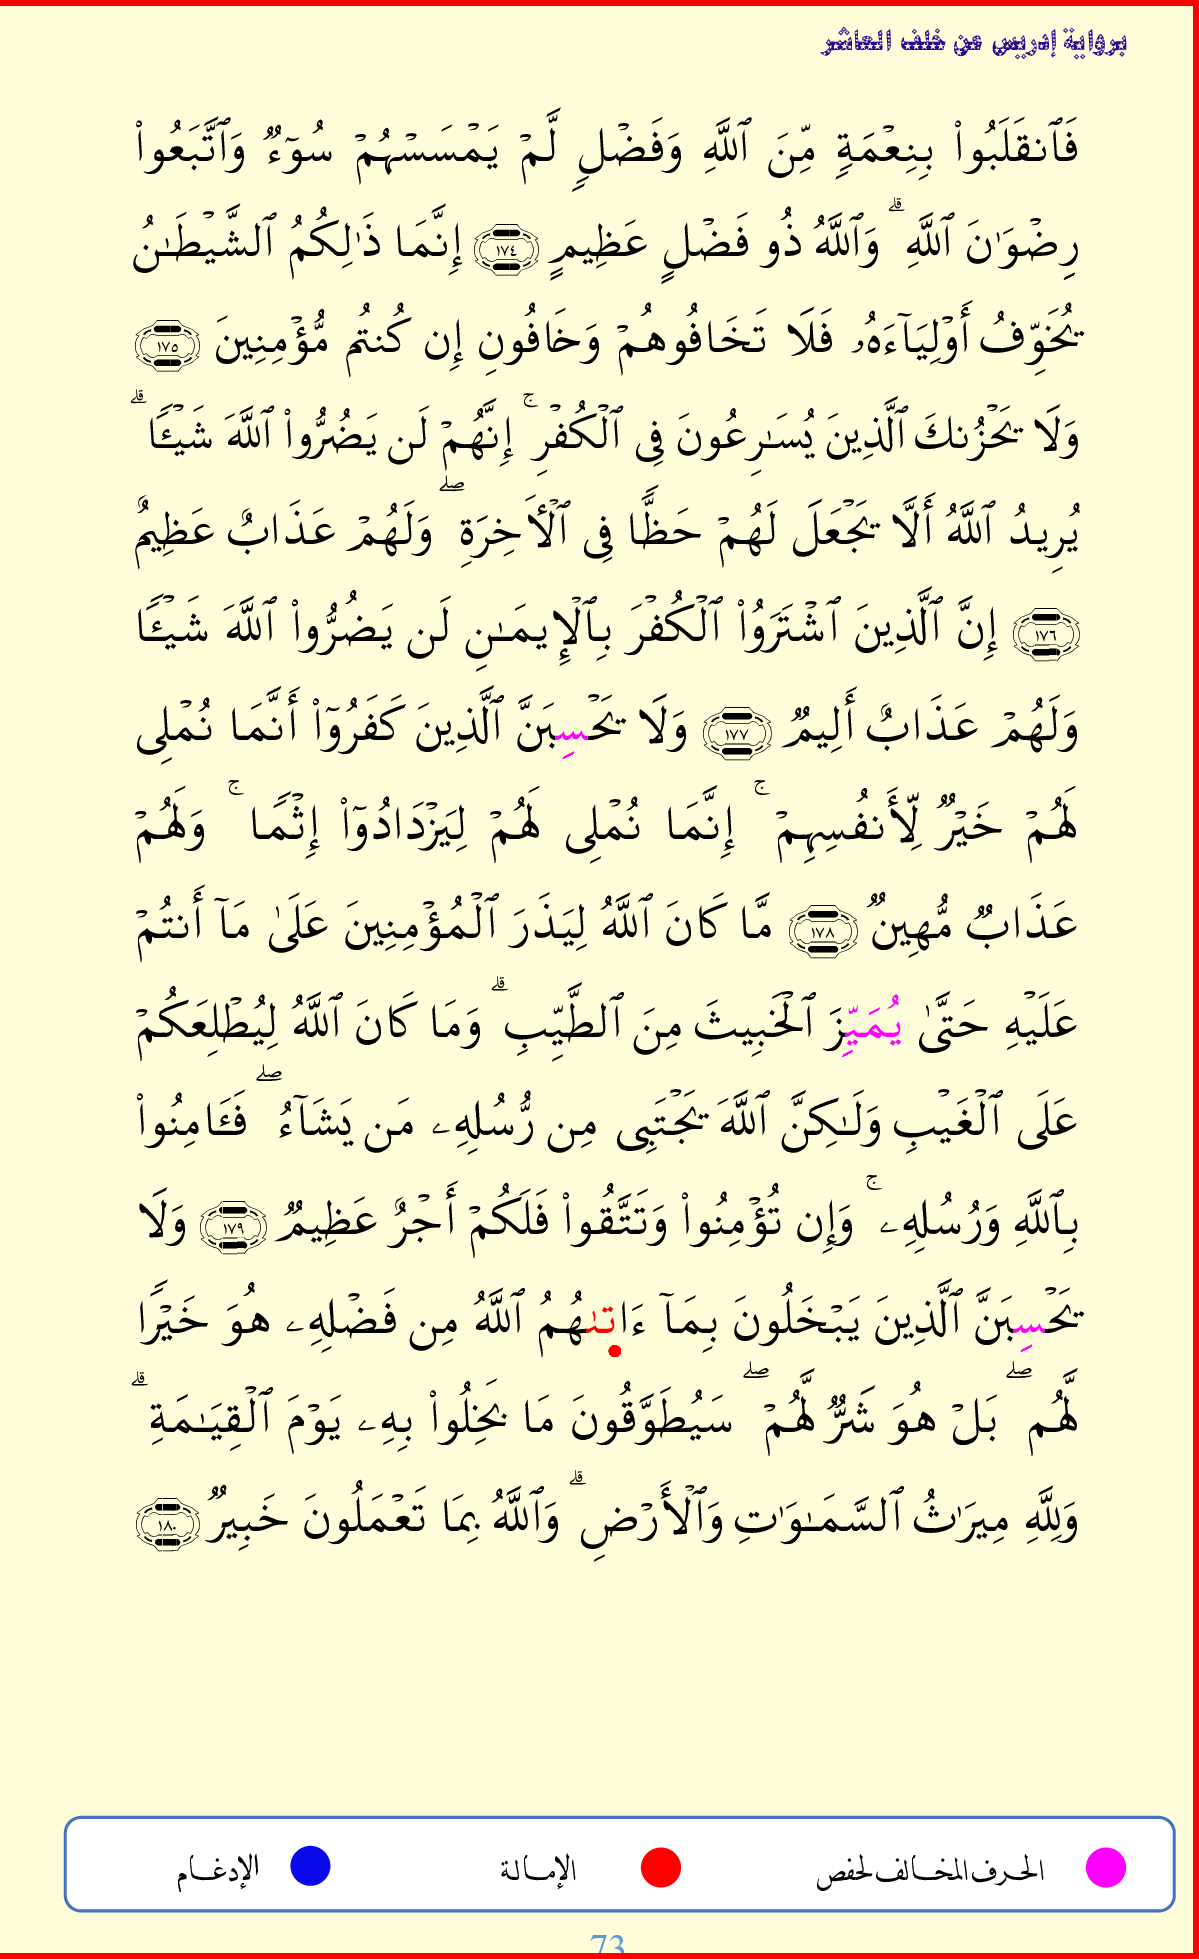 برواية إدريس عن خلف العاشر
فَٱنقَلَبُواْ بِنِعۡمَةٖ مِّنَ ٱللَّهِ وَفَضۡلٖ لَّمۡ يَمۡسَسۡهُمۡ سُوٓءٞ وَٱتَّبَعُواْ
رِضۡوَٰنَ ٱللَّهِۗ وَٱللَّهُ ذُو فَضۡلٍ عَظِيمٍ ١٧٤ إِنَّمَا ذَٰلِكُمُ ٱلشَّيۡطَٰنُ
يُخَوِّفُ أَوۡلِيَآءَهُۥ فَلَا تَخَافُوهُمۡ وَخَافُونِ إِن كُنتُم مُّؤۡمِنِينَ ١٧٥
وَلَا يَحۡزُنكَ ٱلَّذِينَ يُسَٰرِعُونَ فِي ٱلۡكُفۡرِۚ إِنَّهُمۡ لَن يَضُرُّواْ ٱللَّهَ شَيۡـٔٗاۗ
يُرِيدُ ٱللَّهُ أَلَّا يَجۡعَلَ لَهُمۡ حَظّٗا فِي ٱلۡأٓخِرَةِۖ وَلَهُمۡ عَذَابٌ عَظِيمٌ
١٧٦ إِنَّ ٱلَّذِينَ ٱشۡتَرَوُاْ ٱلۡكُفۡرَ بِٱلۡإِيمَٰنِ لَن يَضُرُّواْ ٱللَّهَ شَيۡـٔٗا
وَلَهُمۡ عَذَابٌ أَلِيمٞ ١٧٧ وَلَا يَحۡسِبَنَّ ٱلَّذِينَ كَفَرُوٓاْ أَنَّمَا نُمۡلِي
لَهُمۡ خَيۡرٞ لِّأَنفُسِهِمۡۚ إِنَّمَا نُمۡلِي لَهُمۡ لِيَزۡدَادُوٓاْ إِثۡمٗاۚ وَلَهُمۡ
عَذَابٞ مُّهِينٞ ١٧٨ مَّا كَانَ ٱللَّهُ لِيَذَرَ ٱلۡمُؤۡمِنِينَ عَلَىٰ مَآ أَنتُمۡ
عَلَيۡهِ حَتَّىٰ يُمَيِّزَ ٱلۡخَبِيثَ مِنَ ٱلطَّيِّبِۗ وَمَا كَانَ ٱللَّهُ لِيُطۡلِعَكُمۡ
عَلَى ٱلۡغَيۡبِ وَلَٰكِنَّ ٱللَّهَ يَجۡتَبِي مِن رُّسُلِهِۦ مَن يَشَآءُۖ فَـَٔامِنُواْ
بِٱللَّهِ وَرُسُلِهِۦۚ وَإِن تُؤۡمِنُواْ وَتَتَّقُواْ فَلَكُمۡ أَجۡرٌ عَظِيمٞ ١٧٩ وَلَا
يَحۡسِبَنَّ ٱلَّذِينَ يَبۡخَلُونَ بِمَآ ءَاتَىٰهُمُ ٱللَّهُ مِن فَضۡلِهِۦ هُوَ خَيۡرٗا
لَّهُمۖ بَلۡ هُوَ شَرّٞ لَّهُمۡۖ سَيُطَوَّقُونَ مَا بَخِلُواْ بِهِۦ يَوۡمَ ٱلۡقِيَٰمَةِۗ
وَلِلَّهِ مِيرَٰثُ ٱلسَّمَٰوَٰتِ وَٱلۡأَرۡضِۗ وَٱللَّهُ بِمَا تَعۡمَلُونَ خَبِيرٞ ١٨٠
الحرف المخالف لحفص الإمالة الإدغام
73